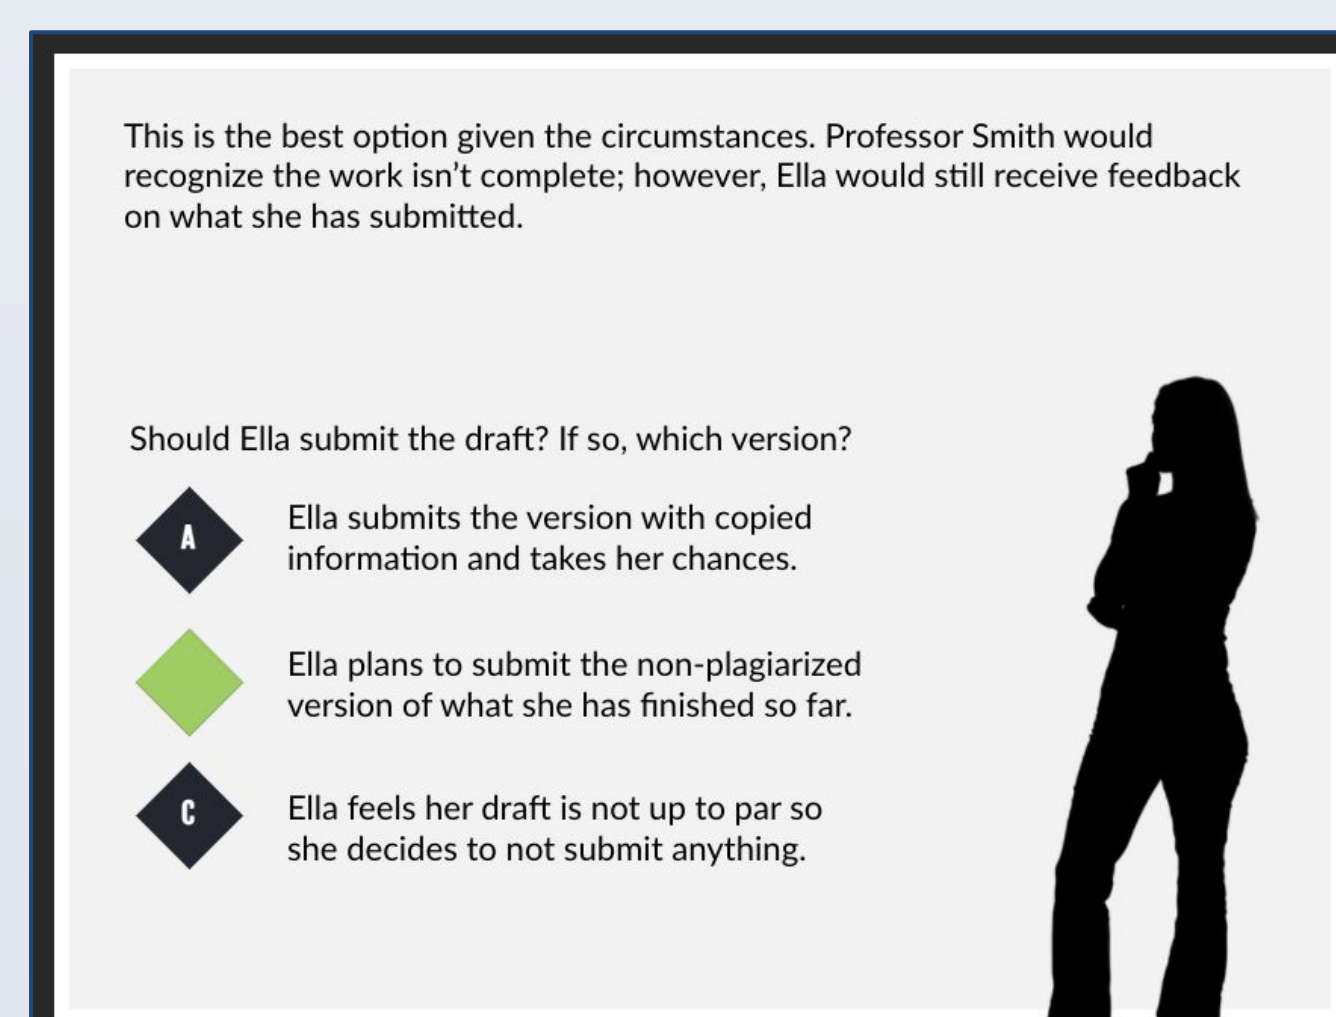 This is the best option given the circumstances. Professor Smith would
recognize the work isn’t complete; however, Ella would still receive feedback
on what she has submitted.
Should Ella submit the draft? If so, which version?
A
Ella submits the version with copied
information and takes her chances.
Ella plans to submit the non-plagiarized
version of what she has finished so far.
C
Ella feels her draft is not up to par so
she decides to not submit anything.